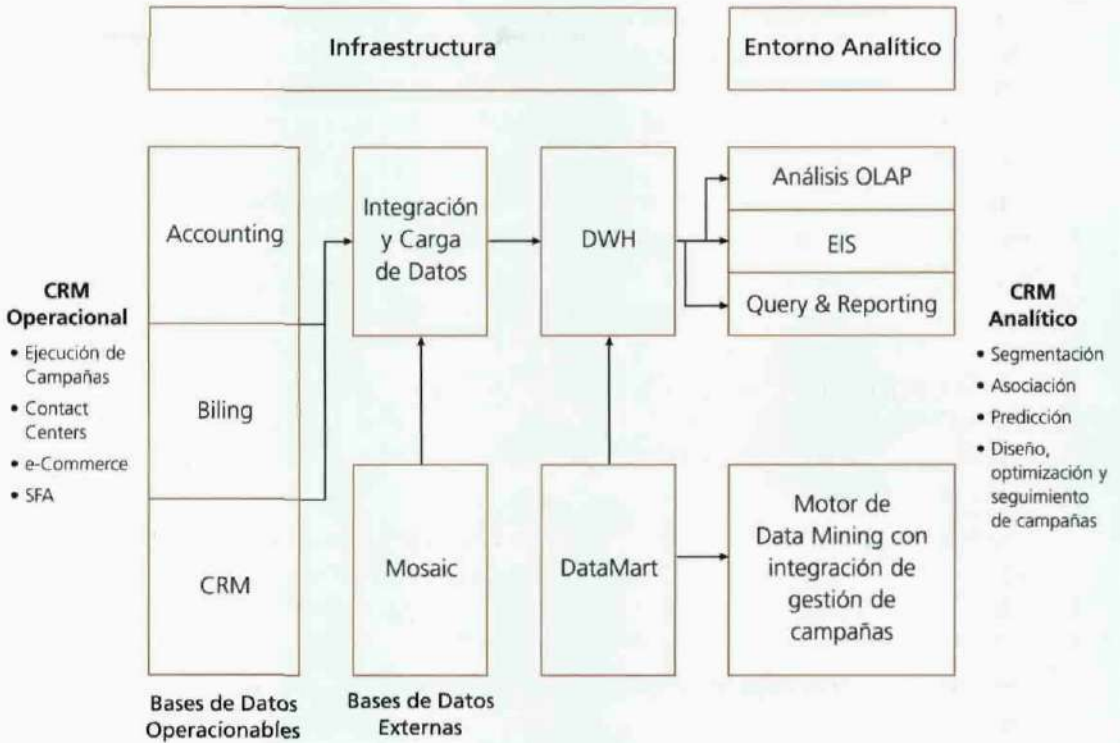 Infraestructura
Entorno Analítico
CRM
Operacional
• Ejecución de
Campañas
• Contact
Centers
• e-Commerce
• SFA
Accounting
Biling
CRM
Bases de Datos
Operacionables
Integración
y Carga
de Datos
Mosaic
Bases de Datos
Externas
DWH
DataMart
Análisis OLAP
EIS
Query & Reporting
Motor de
Data Mining con
integración de
gestión de
campañas
CRM
Analítico
• Segmentación
• Asociación
• Predicción
• Diseño,
optimización y
seguimiento
de campañas